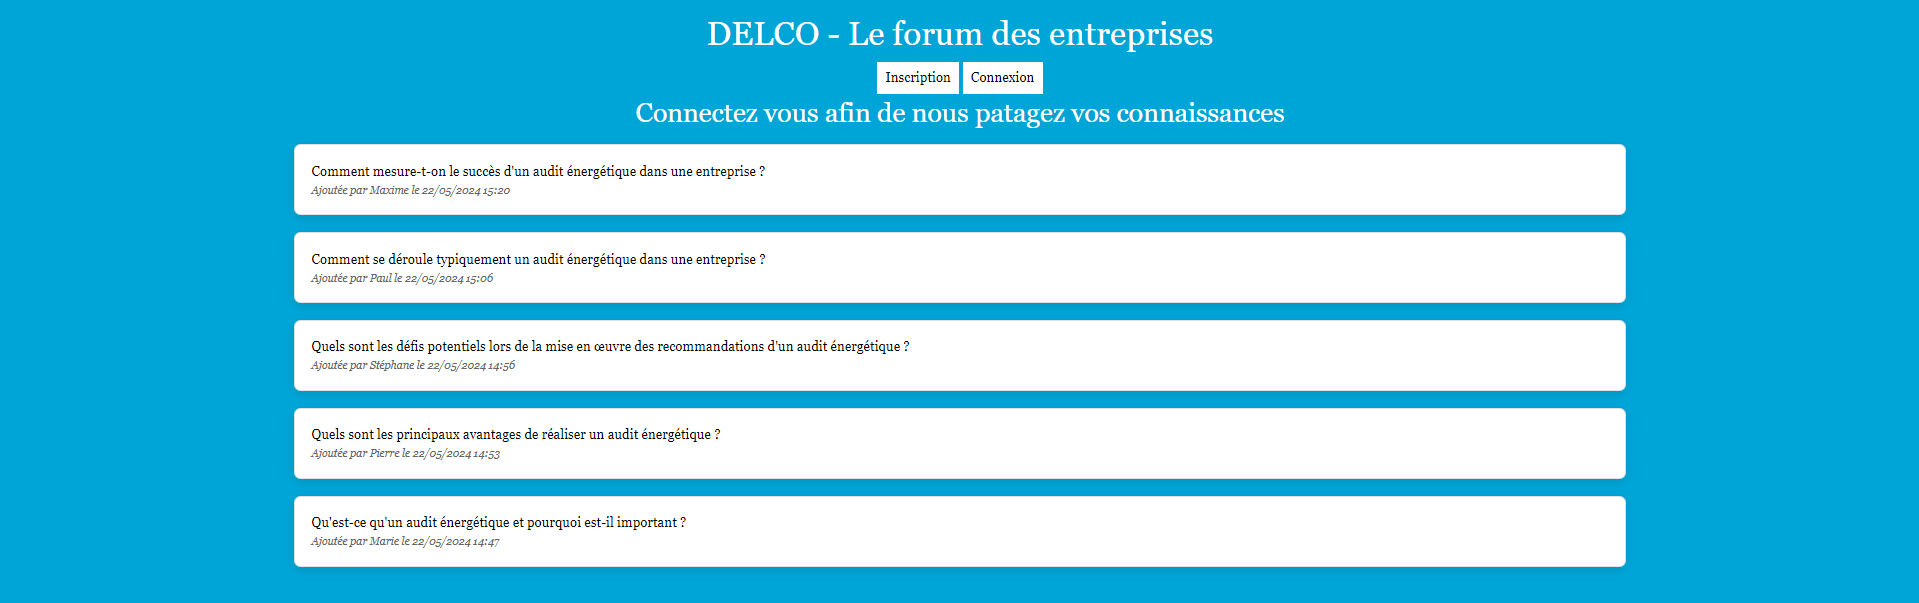 DELCO - Le forum des entreprises
Inscription Connexion
Connectez vous afin de nous patagez vos connaissances
Comment mesure-t-on le succès d'un audit énergétique dans une entreprise ?
Ajoutée par Maxime le 22/05/2024 15:20
Comment se déroule typiquement un audit énergétique dans une entreprise ?
Ajoutée par Paul le 22/05/2024 15:06
Quels sont les défis potentiels lors de la mise en œuvre des recommandations d'un audit énergétique ?
Ajoutée par Stéphane le 22/05/2024 14:56
Quels sont les principaux avantages de réaliser un audit énergétique ?
Ajoutée par Pierre le 22/05/2024 14:53
Qu'est-ce qu'un audit énergétique et pourquoi est-il important ?
Ajoutée par Marie le 22/05/2024 14:47